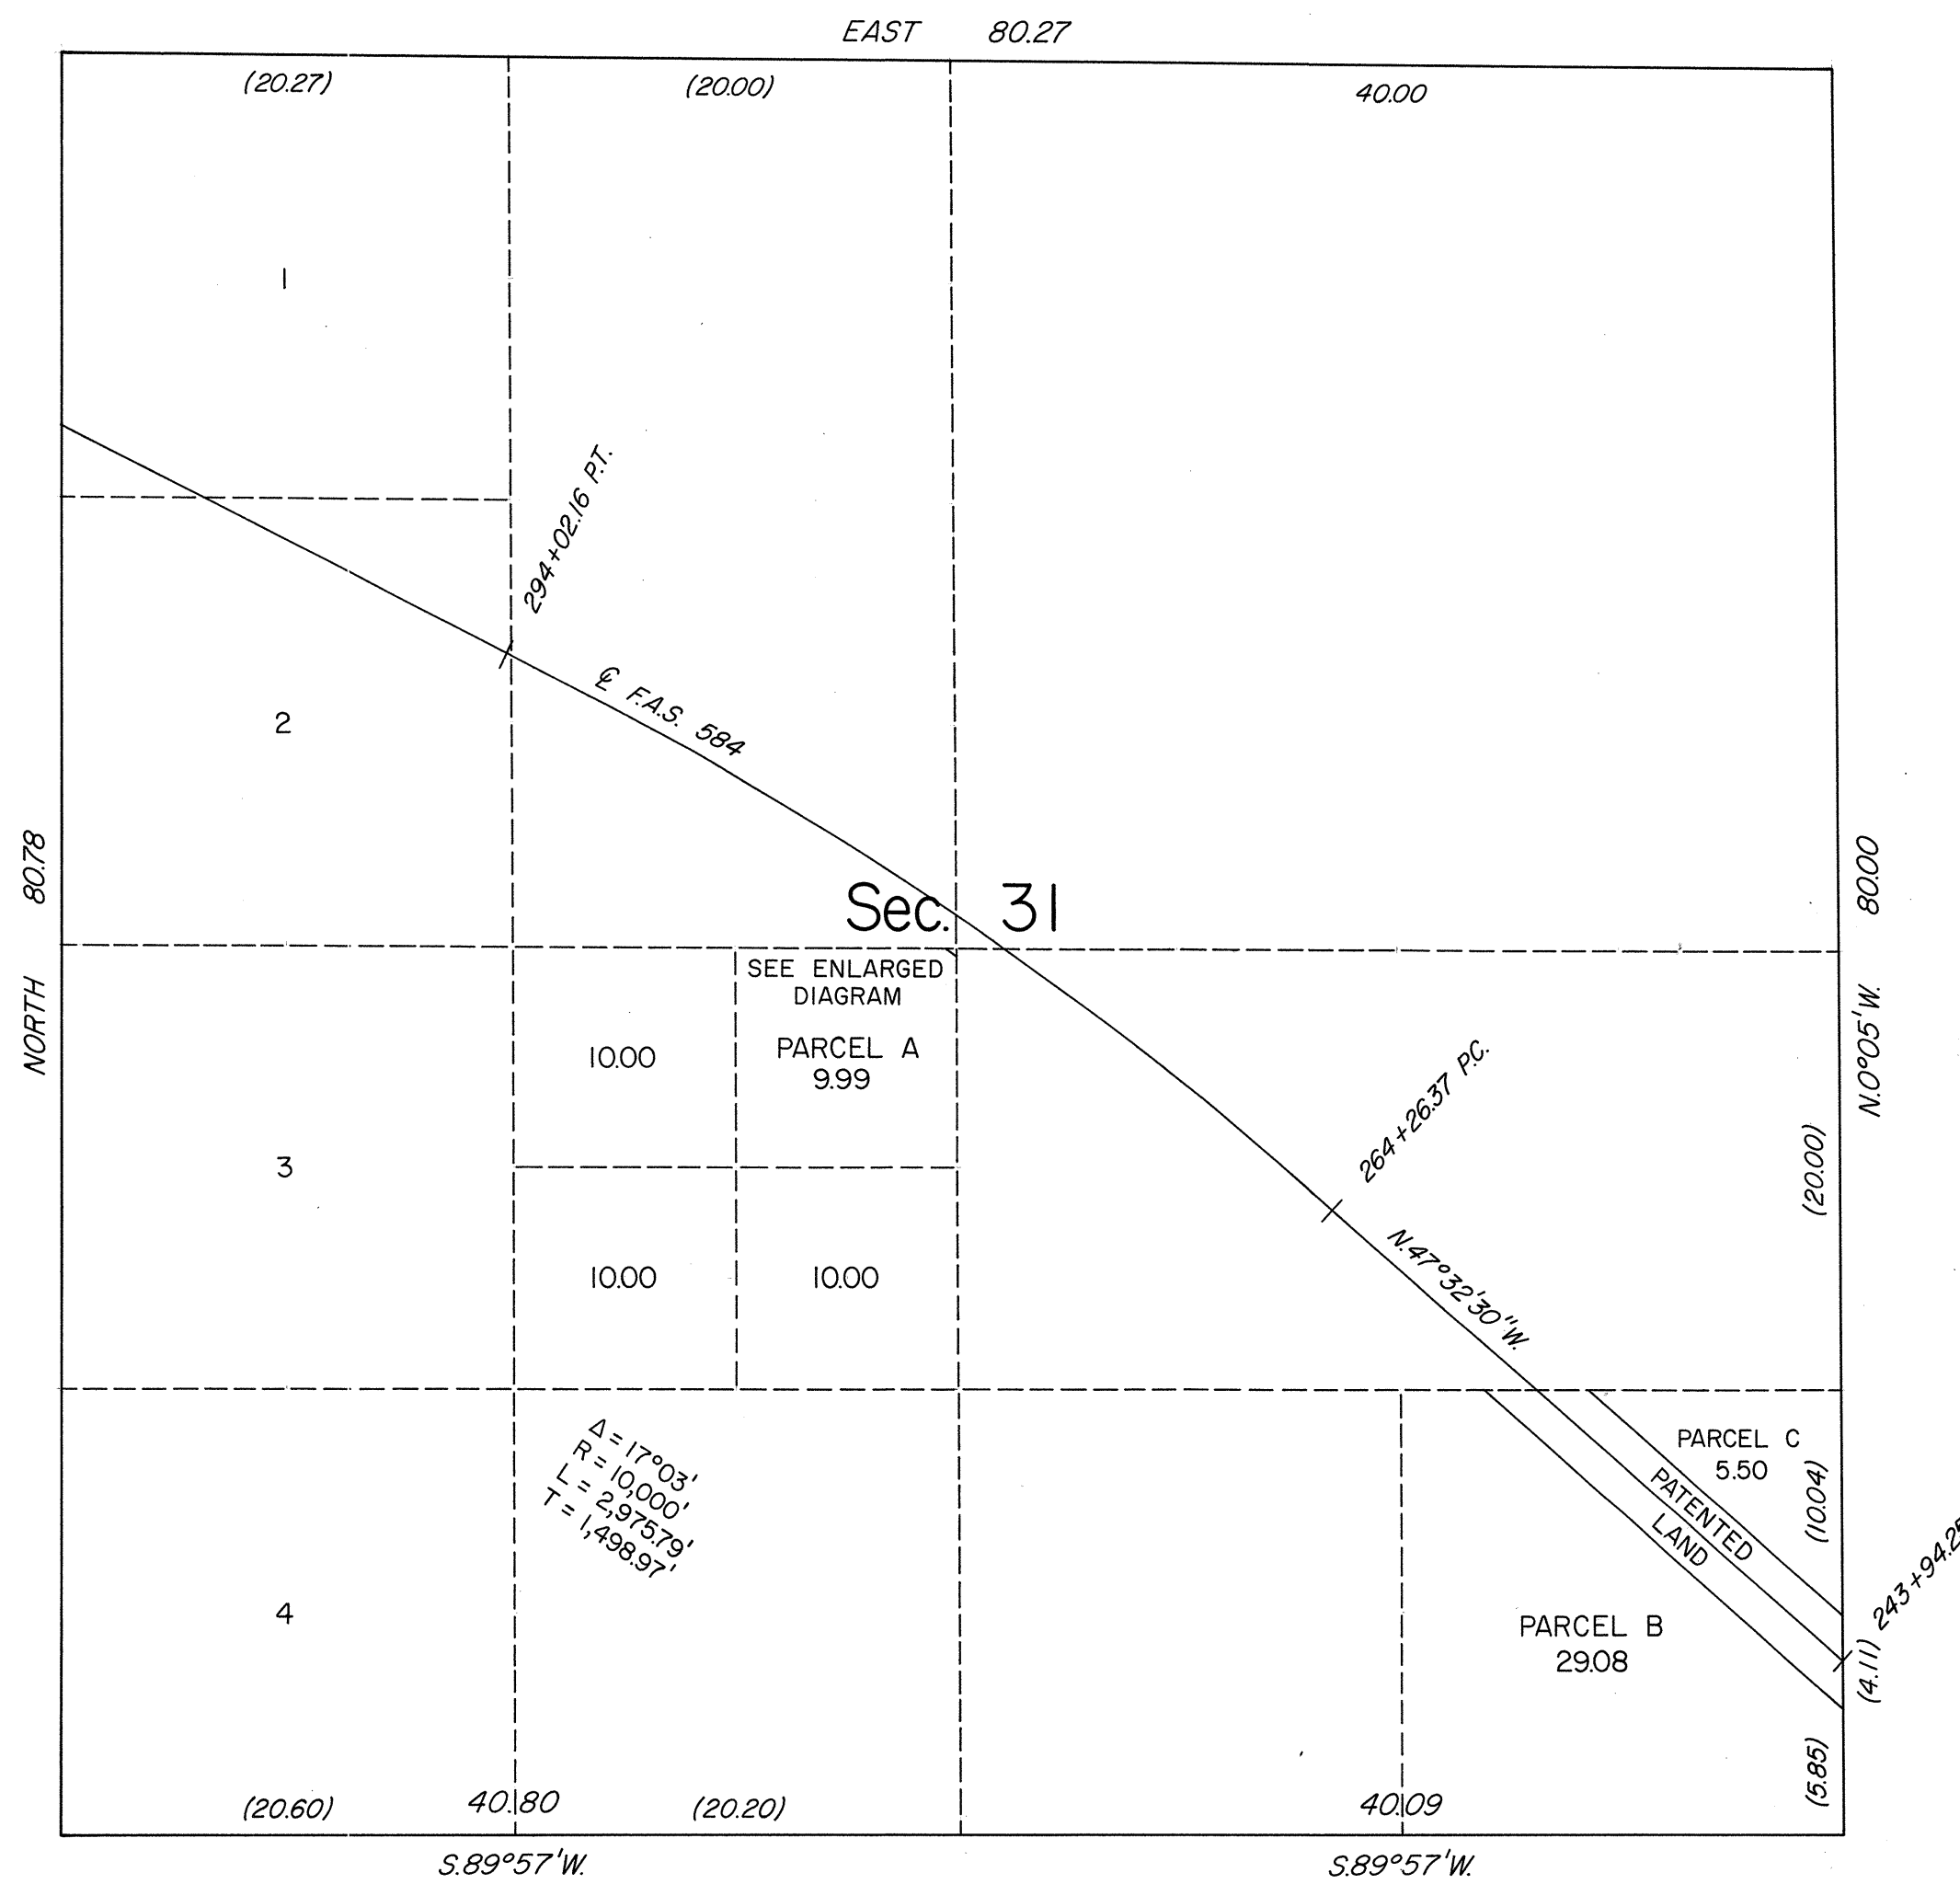 EAST 80.27
(20.27) (20.00) 40.00
1
294+02.16 P.T.
2
℄ F.A.S. 584
NORTH 80.78
Sec. 31
N.0°05'W. 80.00
SEE ENLARGED
DIAGRAM
10.00
PARCEL A
9.99
264+26.37 P.C.
(20.00)
3
N.47°32'30"W.
10.00 10.00
Δ = 17°03'
R = 10,000'
L = 2,975.79'
T = 1,498.97'
PARCEL C
5.50
(10.04)
PATENTED
LAND
243+94.2
4
PARCEL B
29.08
(4.11)
(5.85)
(20.60) 40.80 (20.20) 40.09
S.89°57'W. S.89°57'W.